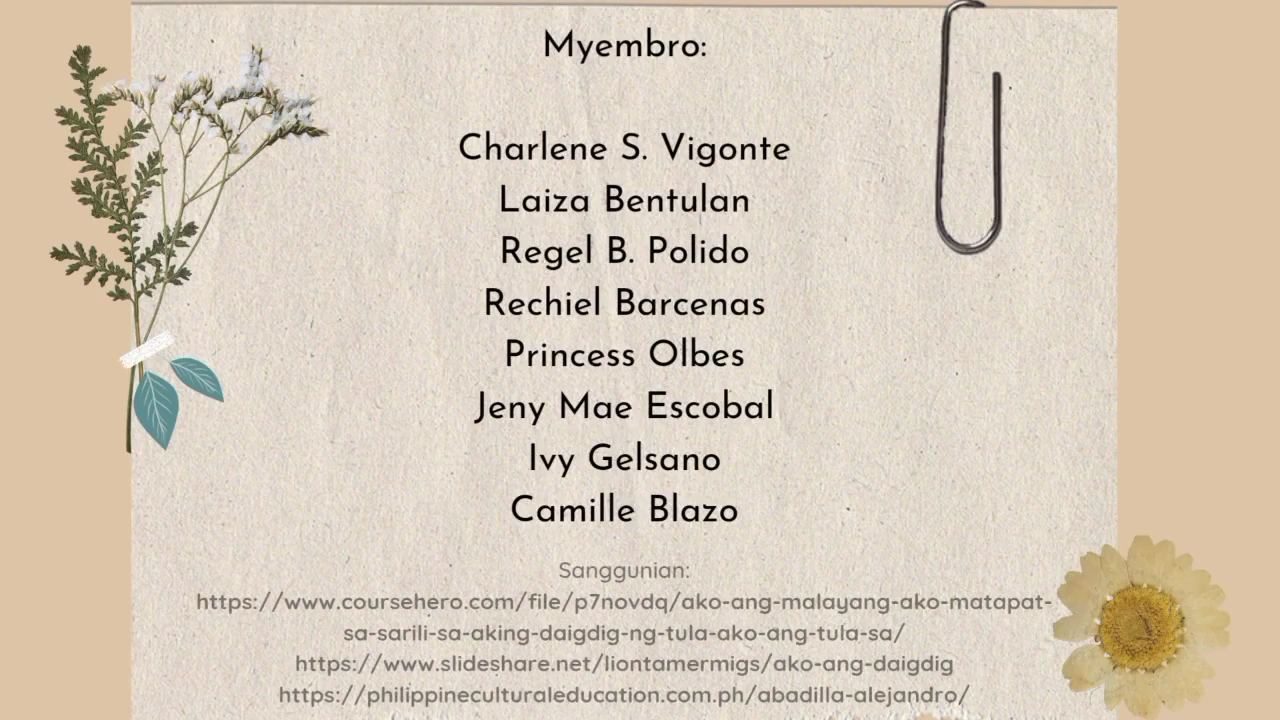 Myembro:
Charlene S. Vigonte
Laiza Bentulan
Regel B. Polido
Rechiel Barcenas
Princess Olbes
Jeny Mae Escobal
Ivy Gelsano
Camille Blazo
Sanggunian:
https://www.coursehero.com/file/p7novdq/ako-ang-malayang-ako-matapat-
sa-sarili-sa-aking-daigdig-ng-tula-ako-ang-tula-sa/
https://www.slideshare.net/liontamermigs/ako-ang-daigdig
https://philippineculturaleducation.com.ph/abadilla-alejandro/